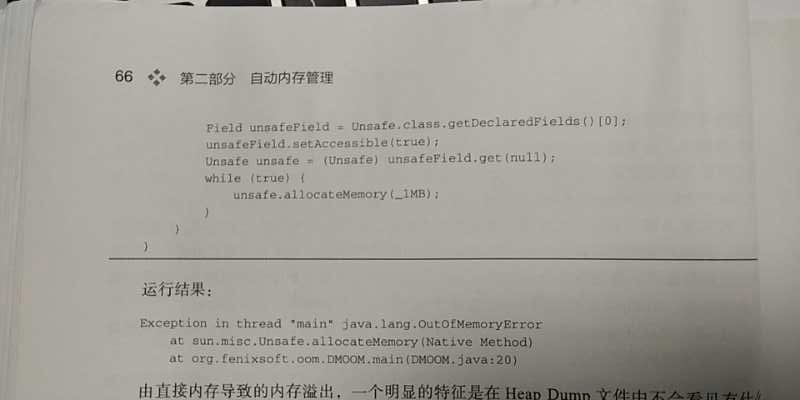 66 第二部分 自动内存管理
Field unsafeField = Unsafe.class.getDeclaredFields()[0];
unsafeField.setAccessible(true);
Unsafe unsafe = (Unsafe) unsafeField.get(null);
while (true) {
unsafe.allocateMemory(_1MB);
}
}
}
运行结果：
Exception in thread "main" java.lang.OutOfMemoryError
at sun.misc.Unsafe.allocateMemory(Native Method)
at org.fenixsoft.oom.DMOOM.main(DMOOM.java:20)
由直接内存导致的内存溢出，一个明显的特征是在 Heap Dump 文件中不会看见有什